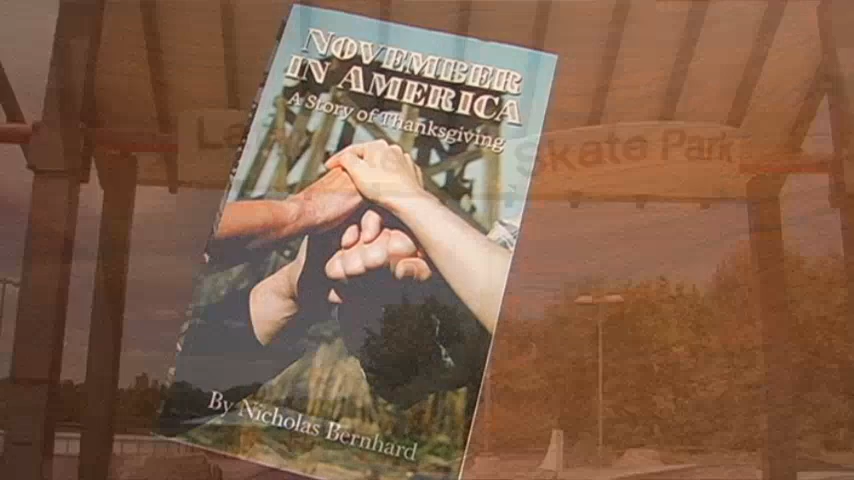 NOVEMBER
IN AMERICA
A Story of Thanksgiving
Skate Park
By Nicholas Bernhard